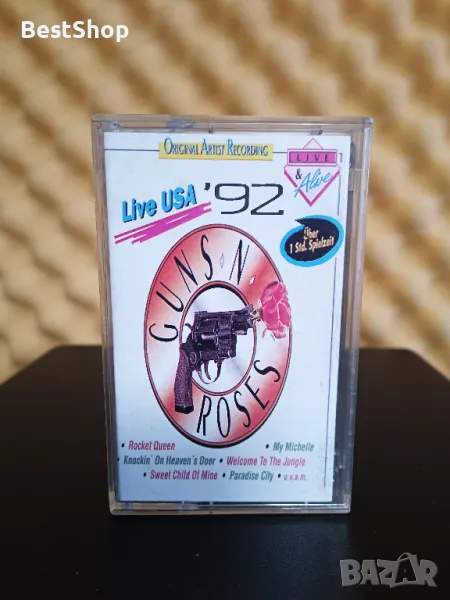 BestShop
ORIGINAL ARTIST RECORDING
LIVE
& Alive
Live USA '92
Über
1 Std. Spielzeit
GUNS N'
ROSES
• Rocket Queen • My Michelle
• Knockin' On Heaven's Door • Welcome To The Jungle
• Sweet Child Of Mine • Paradise City • u.v.a.m.
BAZAR